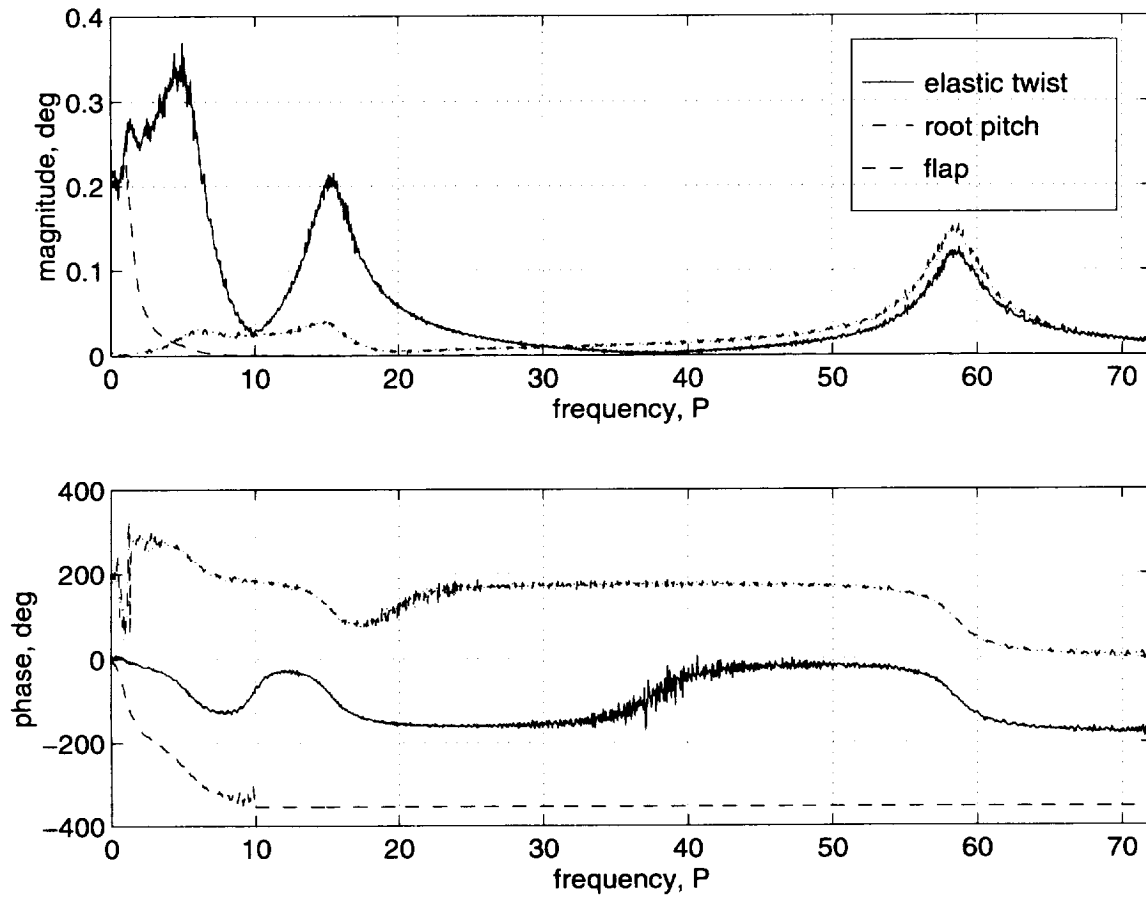 0.4
0.3
0.2
0.1
0
magnitude, deg
0 10 20 30 40 50 60 70
frequency, P
elastic twist
root pitch
flap
400
200
0
−200
−400
phase, deg
0 10 20 30 40 50 60 70
frequency, P